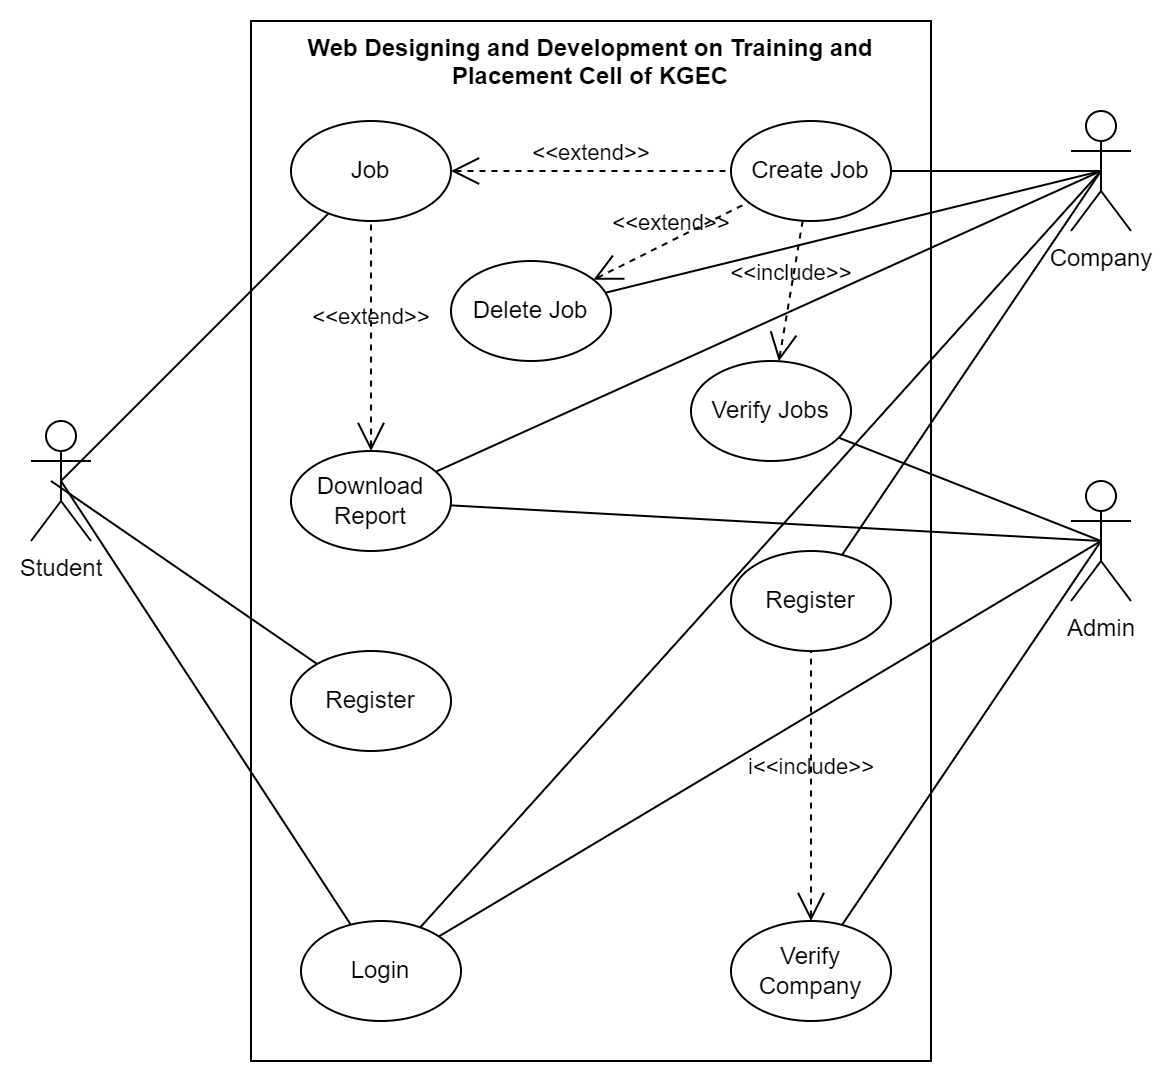 Web Designing and Development on Training and
Placement Cell of KGEC
Job
<<extend>>
Create Job
Company
<<extend>>
<<include>>
Delete Job
<<extend>>
Verify Jobs
Student
Download
Report
Admin
Register
Register
i<<include>>
Login
Verify
Company